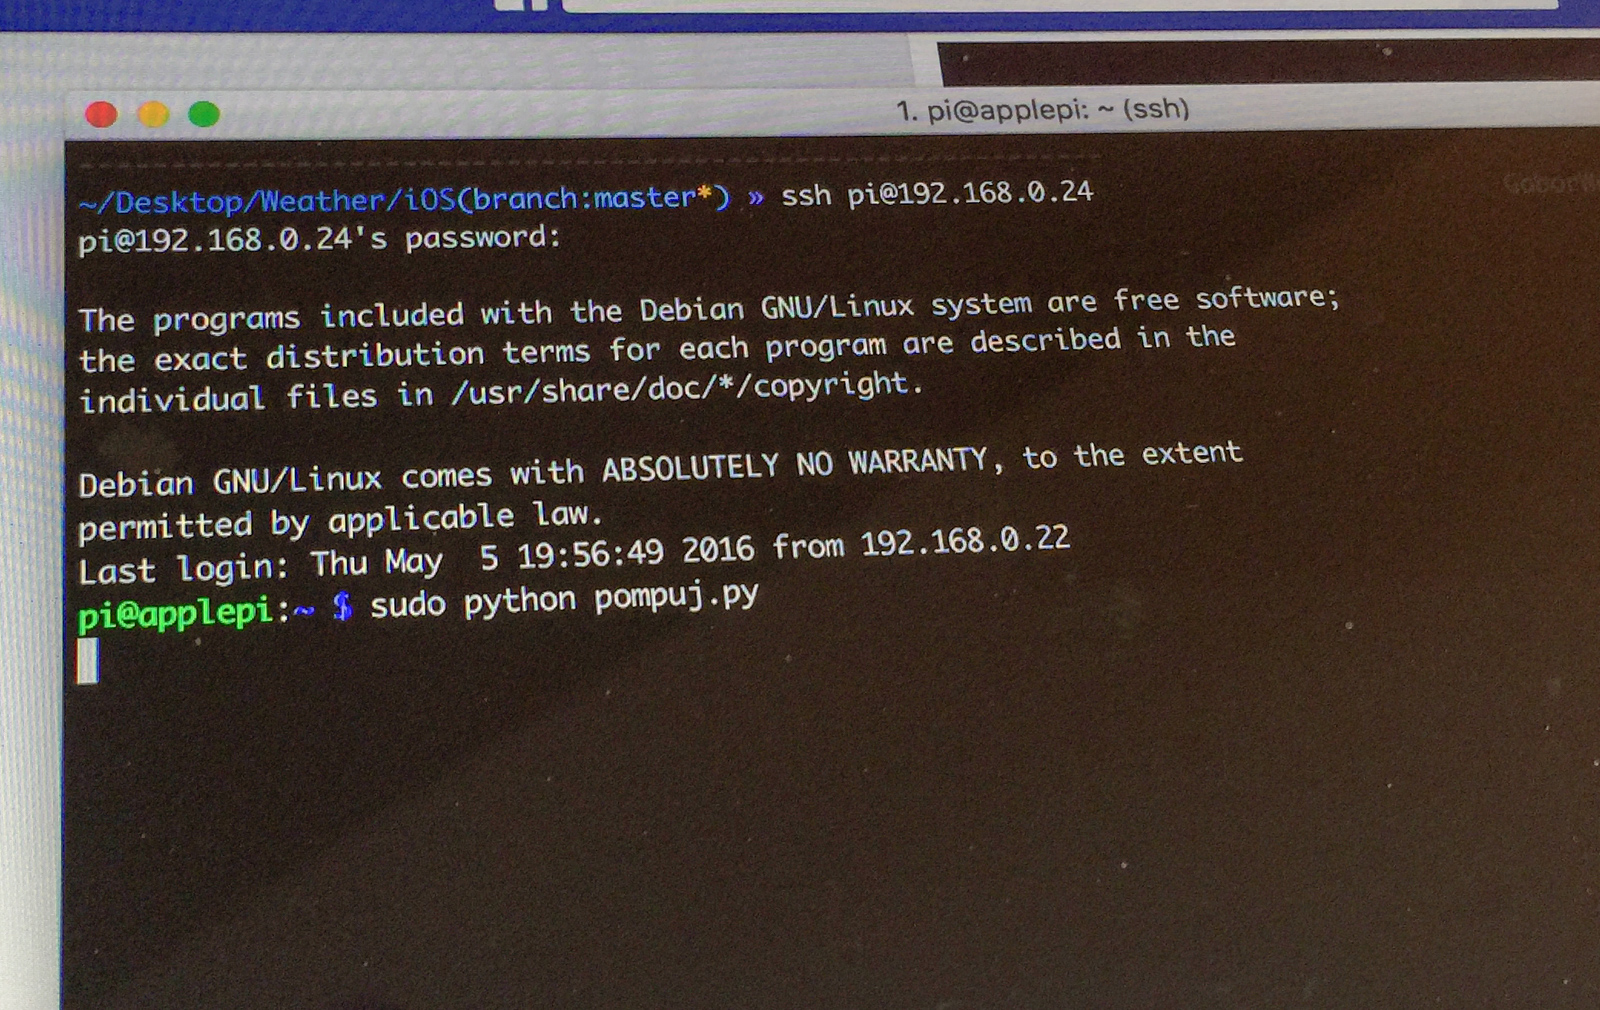 1. pi@applepi: ~ (ssh)
~/Desktop/Weather/iOS(branch:master*) » ssh pi@192.168.0.24
pi@192.168.0.24's password:
The programs included with the Debian GNU/Linux system are free software;
the exact distribution terms for each program are described in the
individual files in /usr/share/doc/*/copyright.
Debian GNU/Linux comes with ABSOLUTELY NO WARRANTY, to the extent
permitted by applicable law.
Last login: Thu May  5 19:56:49 2016 from 192.168.0.22
pi@applepi:~ $ sudo python pompuj.py